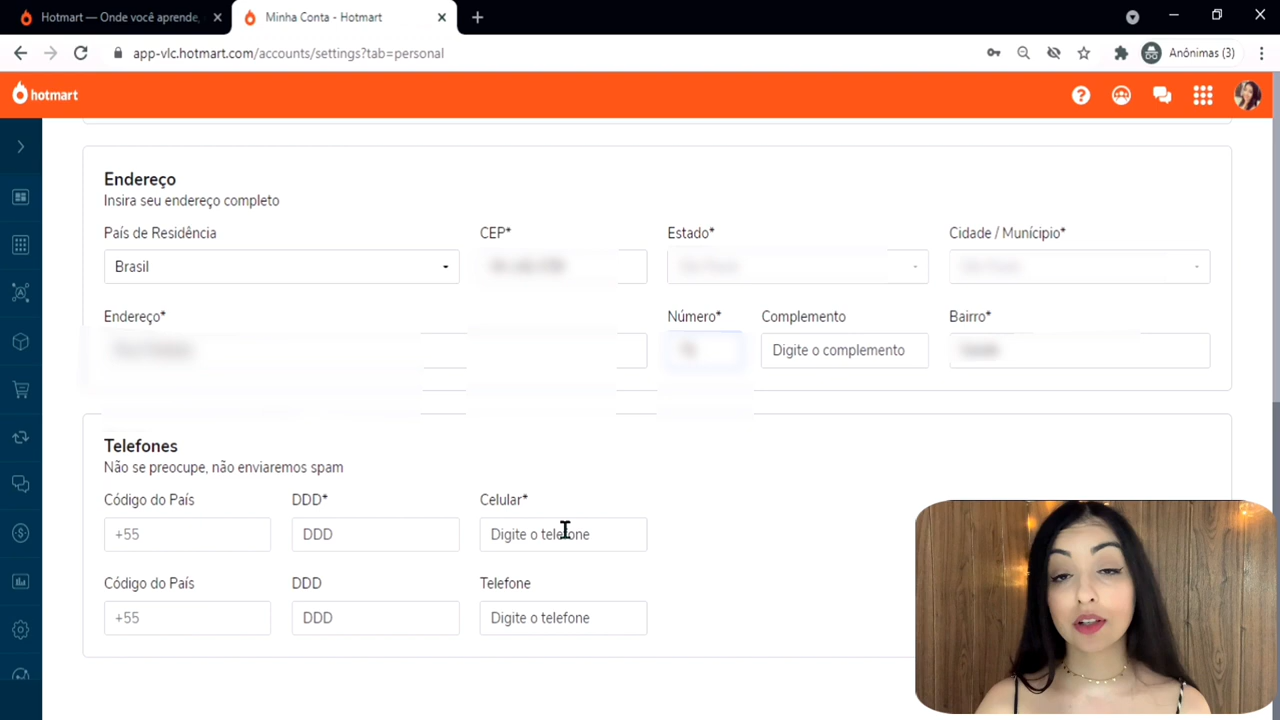 Hotmart — Onde você aprende,
Minha Conta - Hotmart
app-vlc.hotmart.com/accounts/settings?tab=personal
Anônimas (3)
hotmart
Endereço
Insira seu endereço completo
País de Residência CEP* Estado* Cidade / Munícipio*
Brasil
Endereço* Número* Complemento Bairro*
Digite o complemento
Telefones
Não se preocupe, não enviaremos spam
Código do País DDD* Celular*
+55 DDD Digite o telefone
Código do País DDD Telefone
+55 DDD Digite o telefone